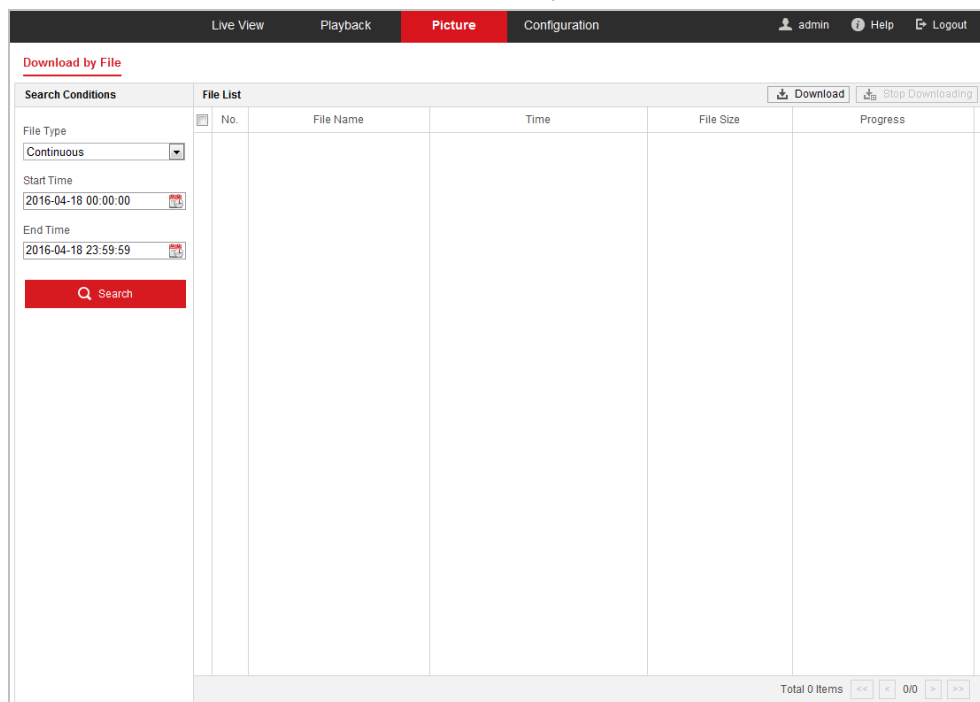 Live View Playback Picture Configuration admin Help Logout
Download by File
Search Conditions
File List Download Stop Downloading
No. File Name Time File Size Progress
File Type
Continuous
Start Time
2016-04-18 00:00:00
End Time
2016-04-18 23:59:59
Search
Total 0 Items << < 0/0 > >>